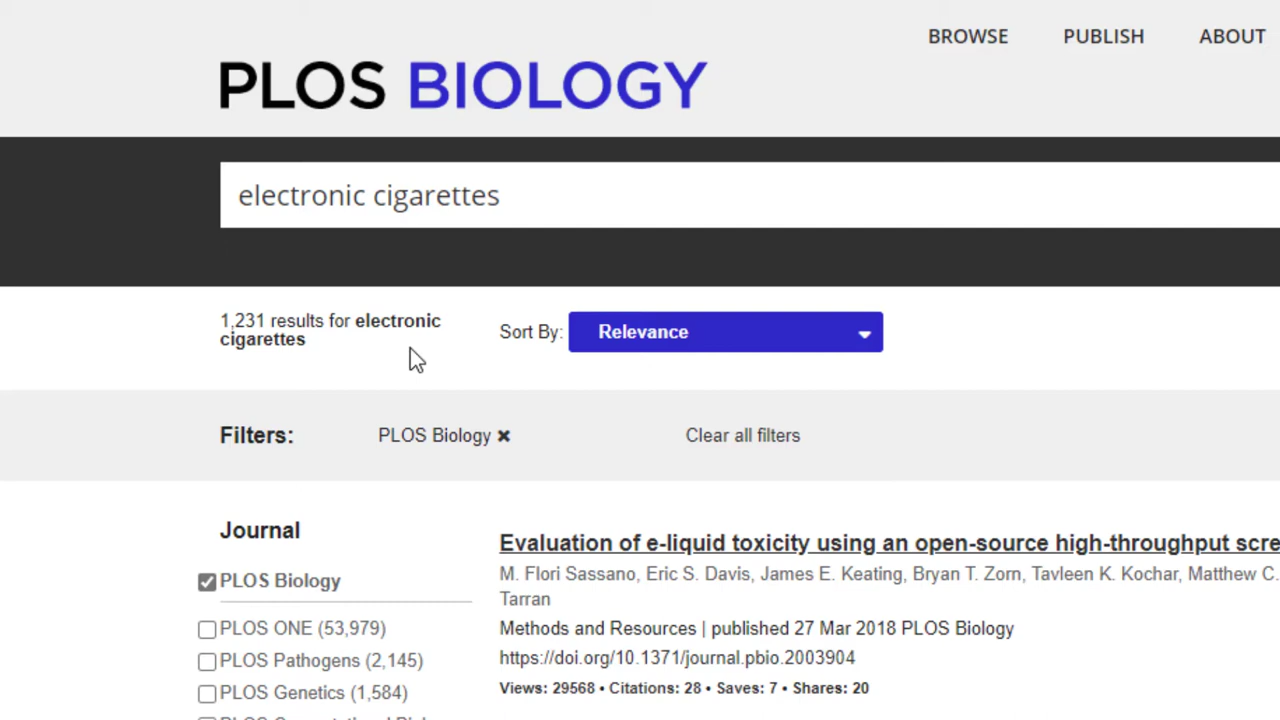 BROWSE PUBLISH ABOUT
PLOS BIOLOGY
electronic cigarettes
1,231 results for electronic
cigarettes
Sort By: Relevance
Filters: PLOS Biology ✖ Clear all filters
Journal
PLOS Biology
PLOS ONE (53,979)
PLOS Pathogens (2,145)
PLOS Genetics (1,584)
Evaluation of e-liquid toxicity using an open-source high-throughput scre
M. Flori Sassano, Eric S. Davis, James E. Keating, Bryan T. Zorn, Tavleen K. Kochar, Matthew C.
Tarran
Methods and Resources | published 27 Mar 2018 PLOS Biology
https://doi.org/10.1371/journal.pbio.2003904
Views: 29568 • Citations: 28 • Saves: 7 • Shares: 20